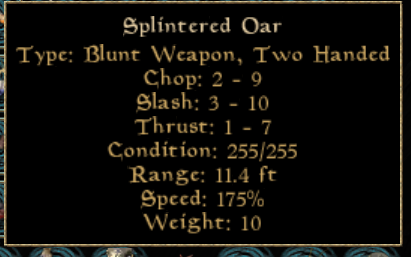 Splintered Oar
Type: Blunt Weapon, Two Handed
Chop: 2 - 9
Slash: 3 - 10
Thrust: 1 - 7
Condition: 255/255
Range: 11.4 ft
Speed: 175%
Weight: 10